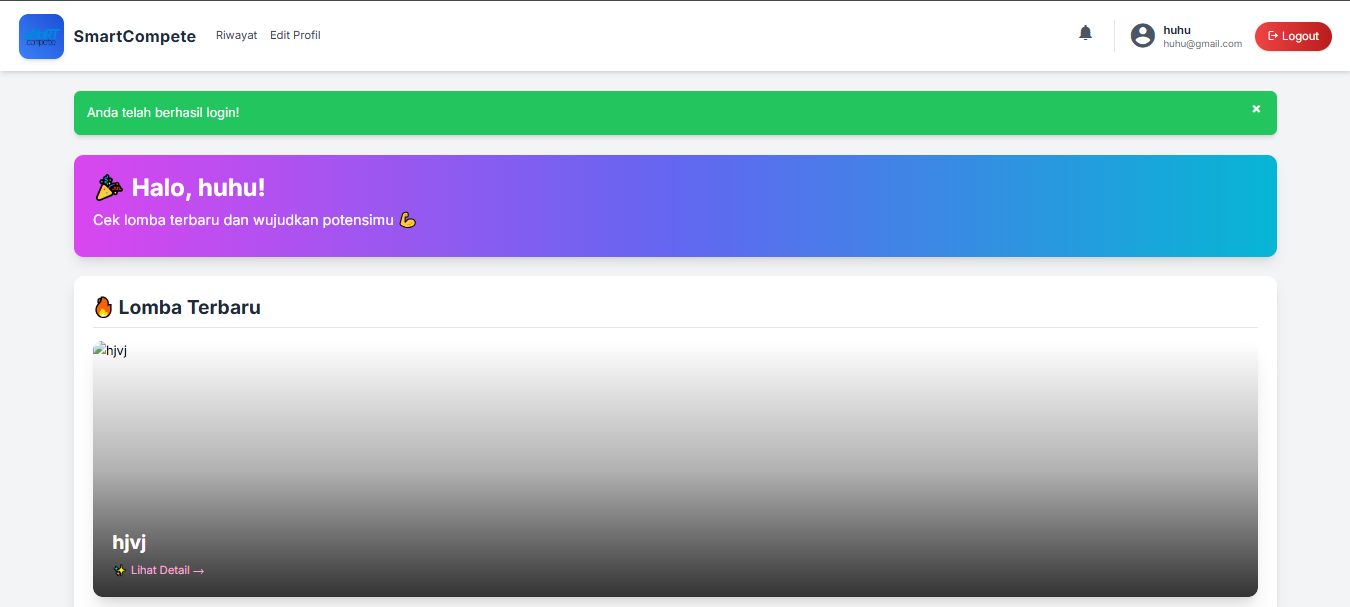 SmartCompete
Riwayat
Edit Profil
huhu
huhu@gmail.com
Logout
Anda telah berhasil login!
🎉 Halo, huhu!
Cek lomba terbaru dan wujudkan potensimu 💪
🔥 Lomba Terbaru
hjvj
hjvj
✨ Lihat Detail →